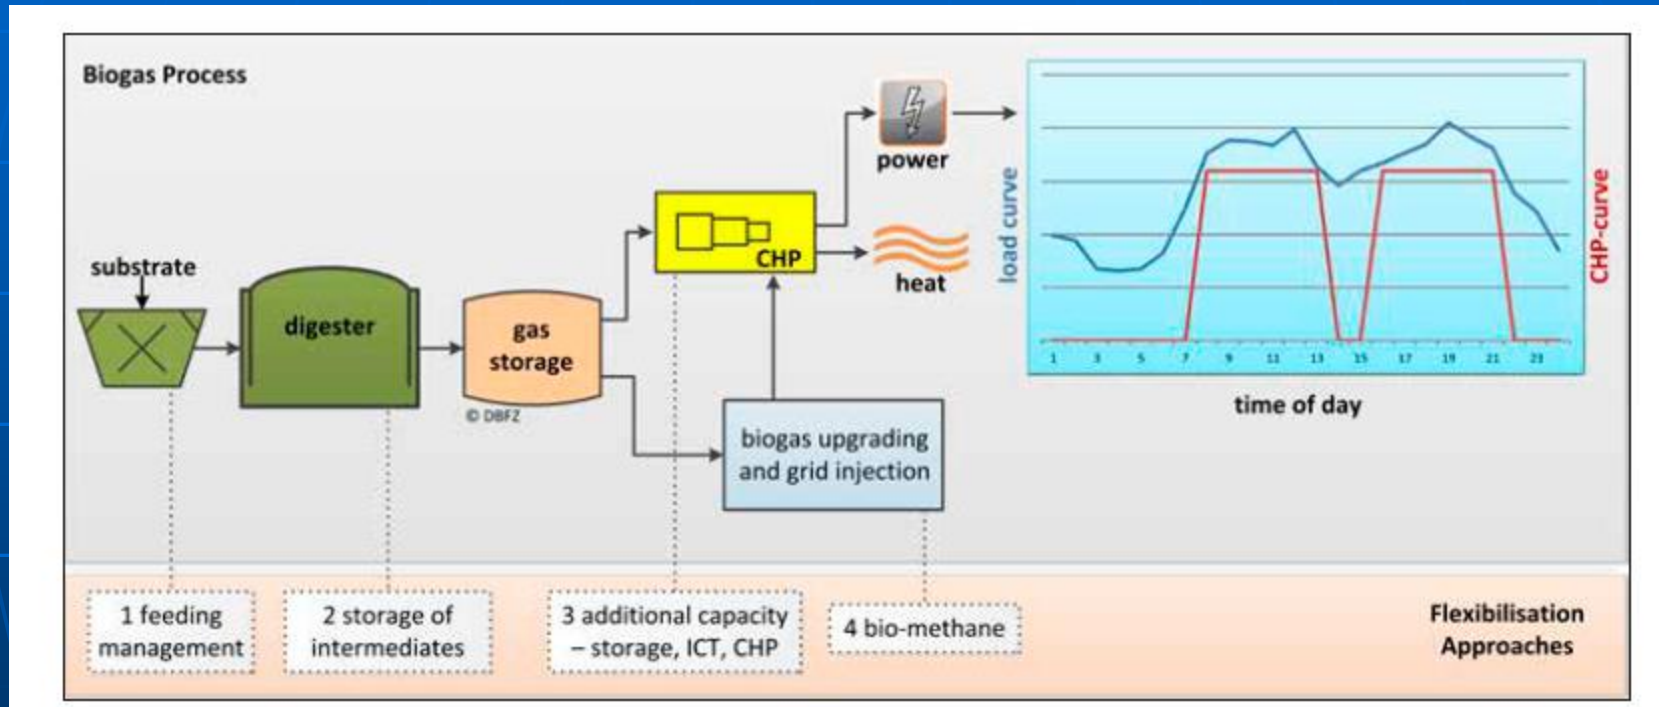 Biogas Process
power
substrate
CHP
heat
digester
gas
storage
© DBFZ
biogas upgrading
and grid injection
load curve
CHP-curve
1 3 5 7 9 11 13 15 17 19 21 23
time of day
1 feeding
management
2 storage of
intermediates
3 additional capacity
– storage, ICT, CHP
4 bio-methane
Flexibilisation
Approaches